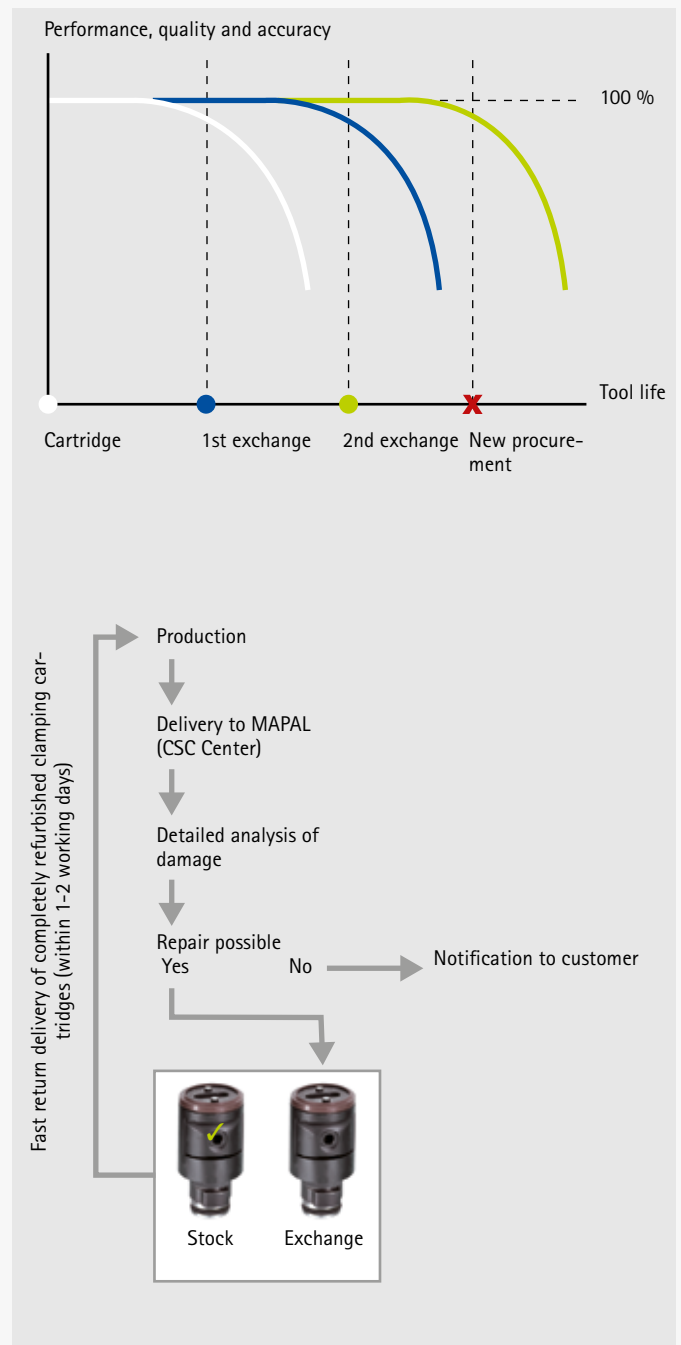 Performance, quality and accuracy
100 %
Tool life
Cartridge
1st exchange
2nd exchange
New procure-
ment
Fast return delivery of completely refurbished clamping car-
tridges (within 1-2 working days)
Production
Delivery to MAPAL
(CSC Center)
Detailed analysis of
damage
Repair possible
Yes
No
Notification to customer
Stock
Exchange